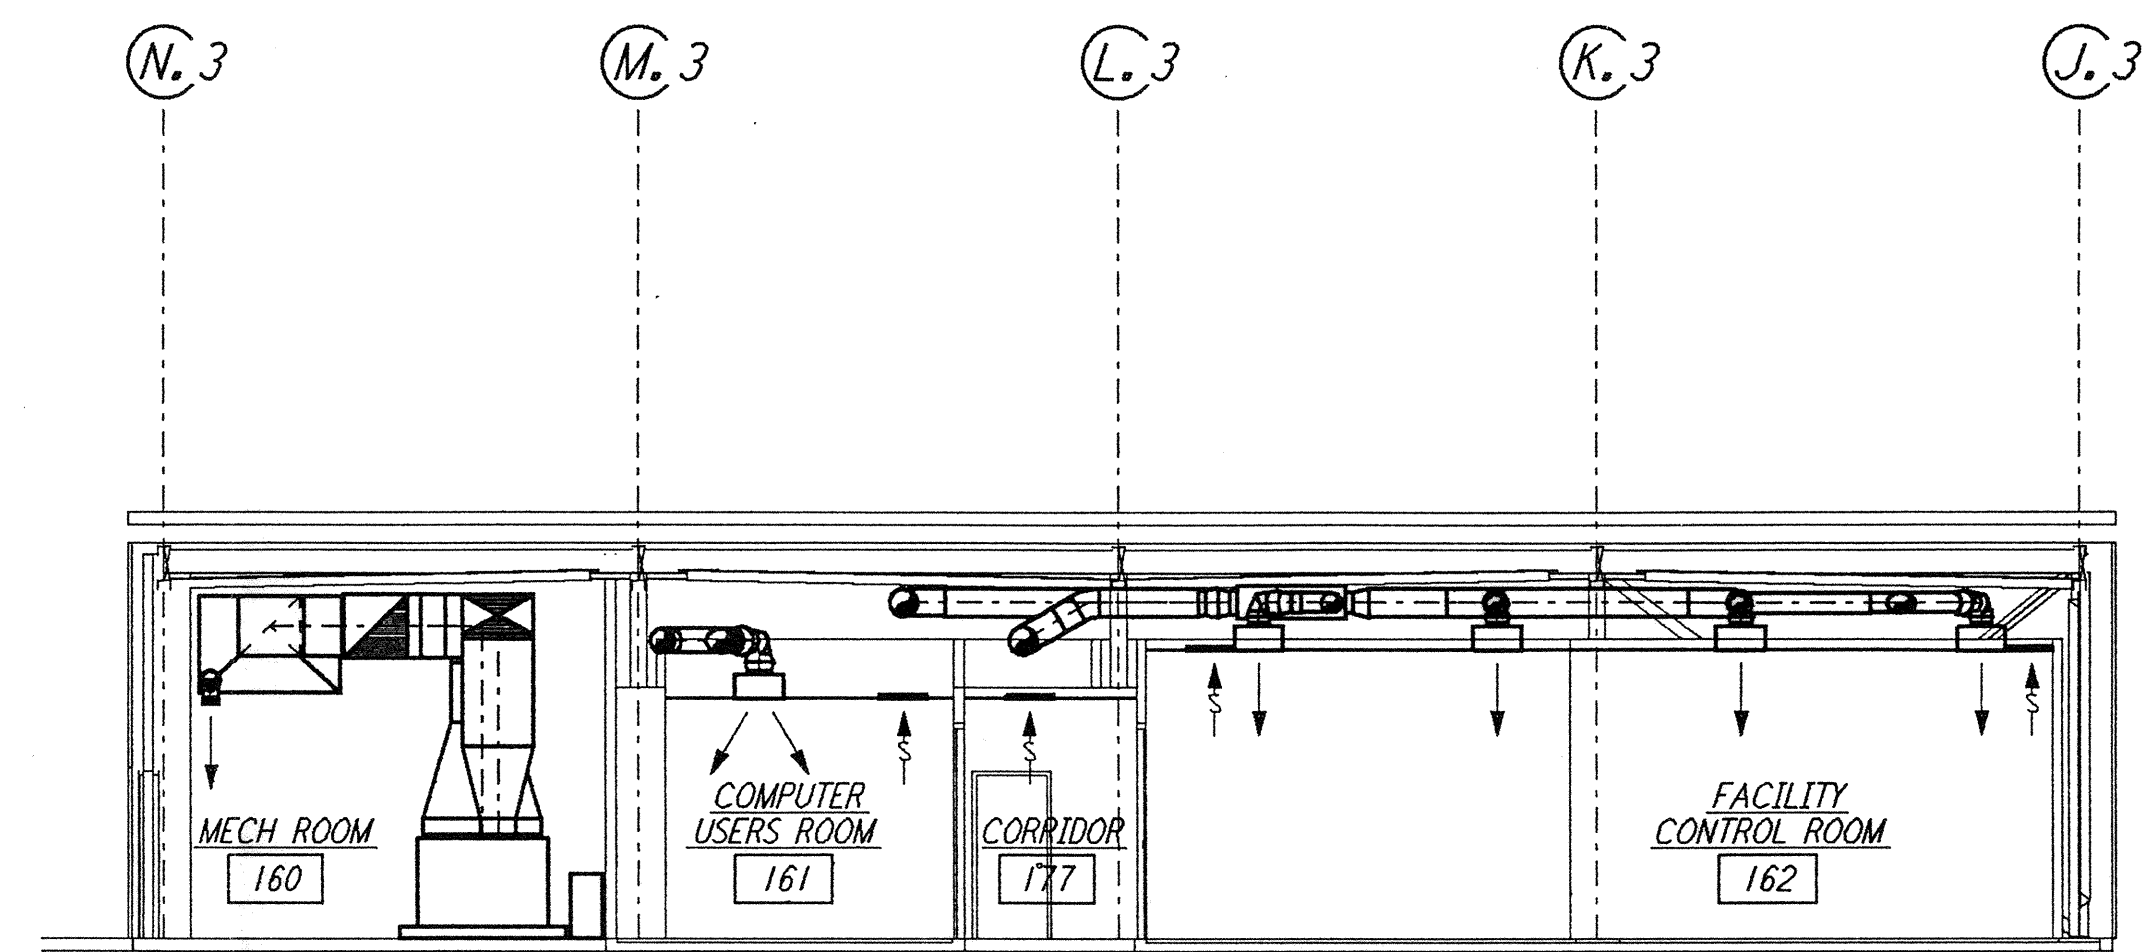 N.3 M.3 L.3 K.3 J.3
S S S S
COMPUTER FACILITY
MECH ROOM USERS ROOM CORRIDOR CONTROL ROOM
160 161 177 162